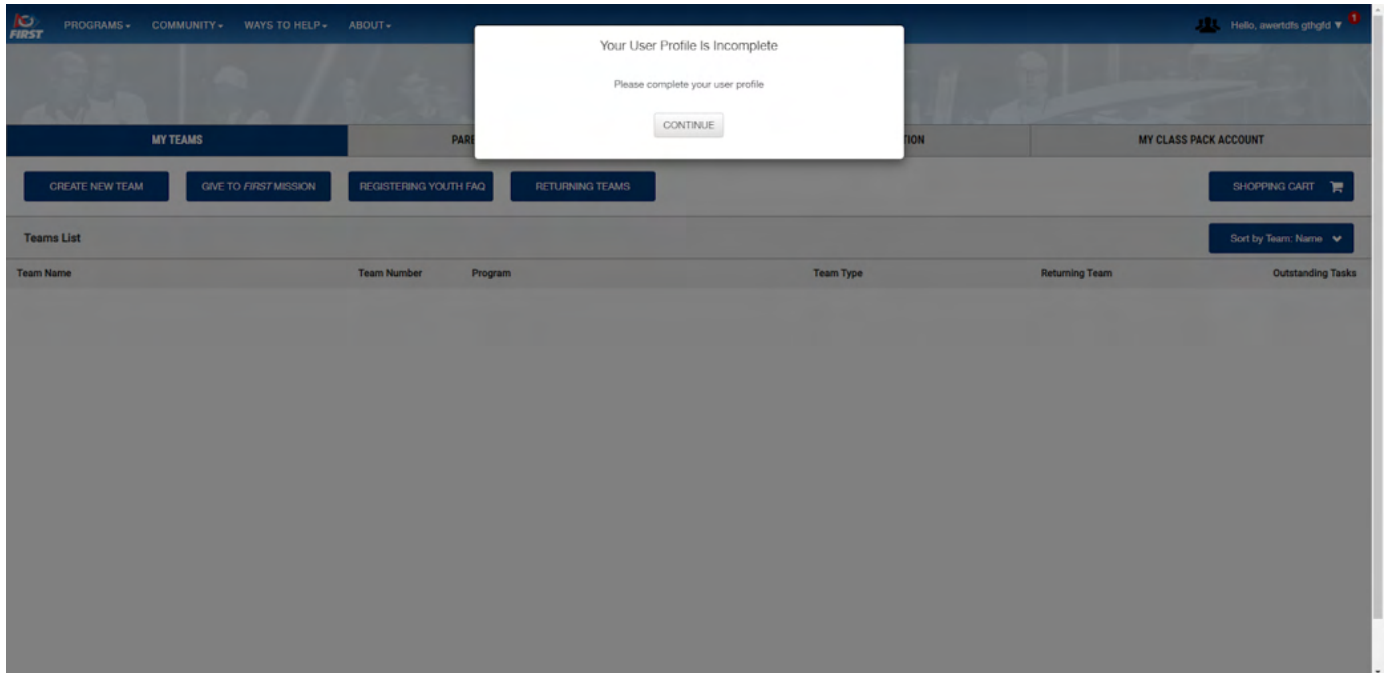 FIRST
PROGRAMS COMMUNITY WAYS TO HELP ABOUT
Hello, awertdfs gthgfd ▼ 1
Your User Profile Is Incomplete
Please complete your user profile
CONTINUE
MY TEAMS MY CLASS PACK ACCOUNT
CREATE NEW TEAM GIVE TO FIRST MISSION REGISTERING YOUTH FAQ RETURNING TEAMS SHOPPING CART
Teams List Sort by Team: Name
Team Name Team Number Program Team Type Returning Team Outstanding Tasks